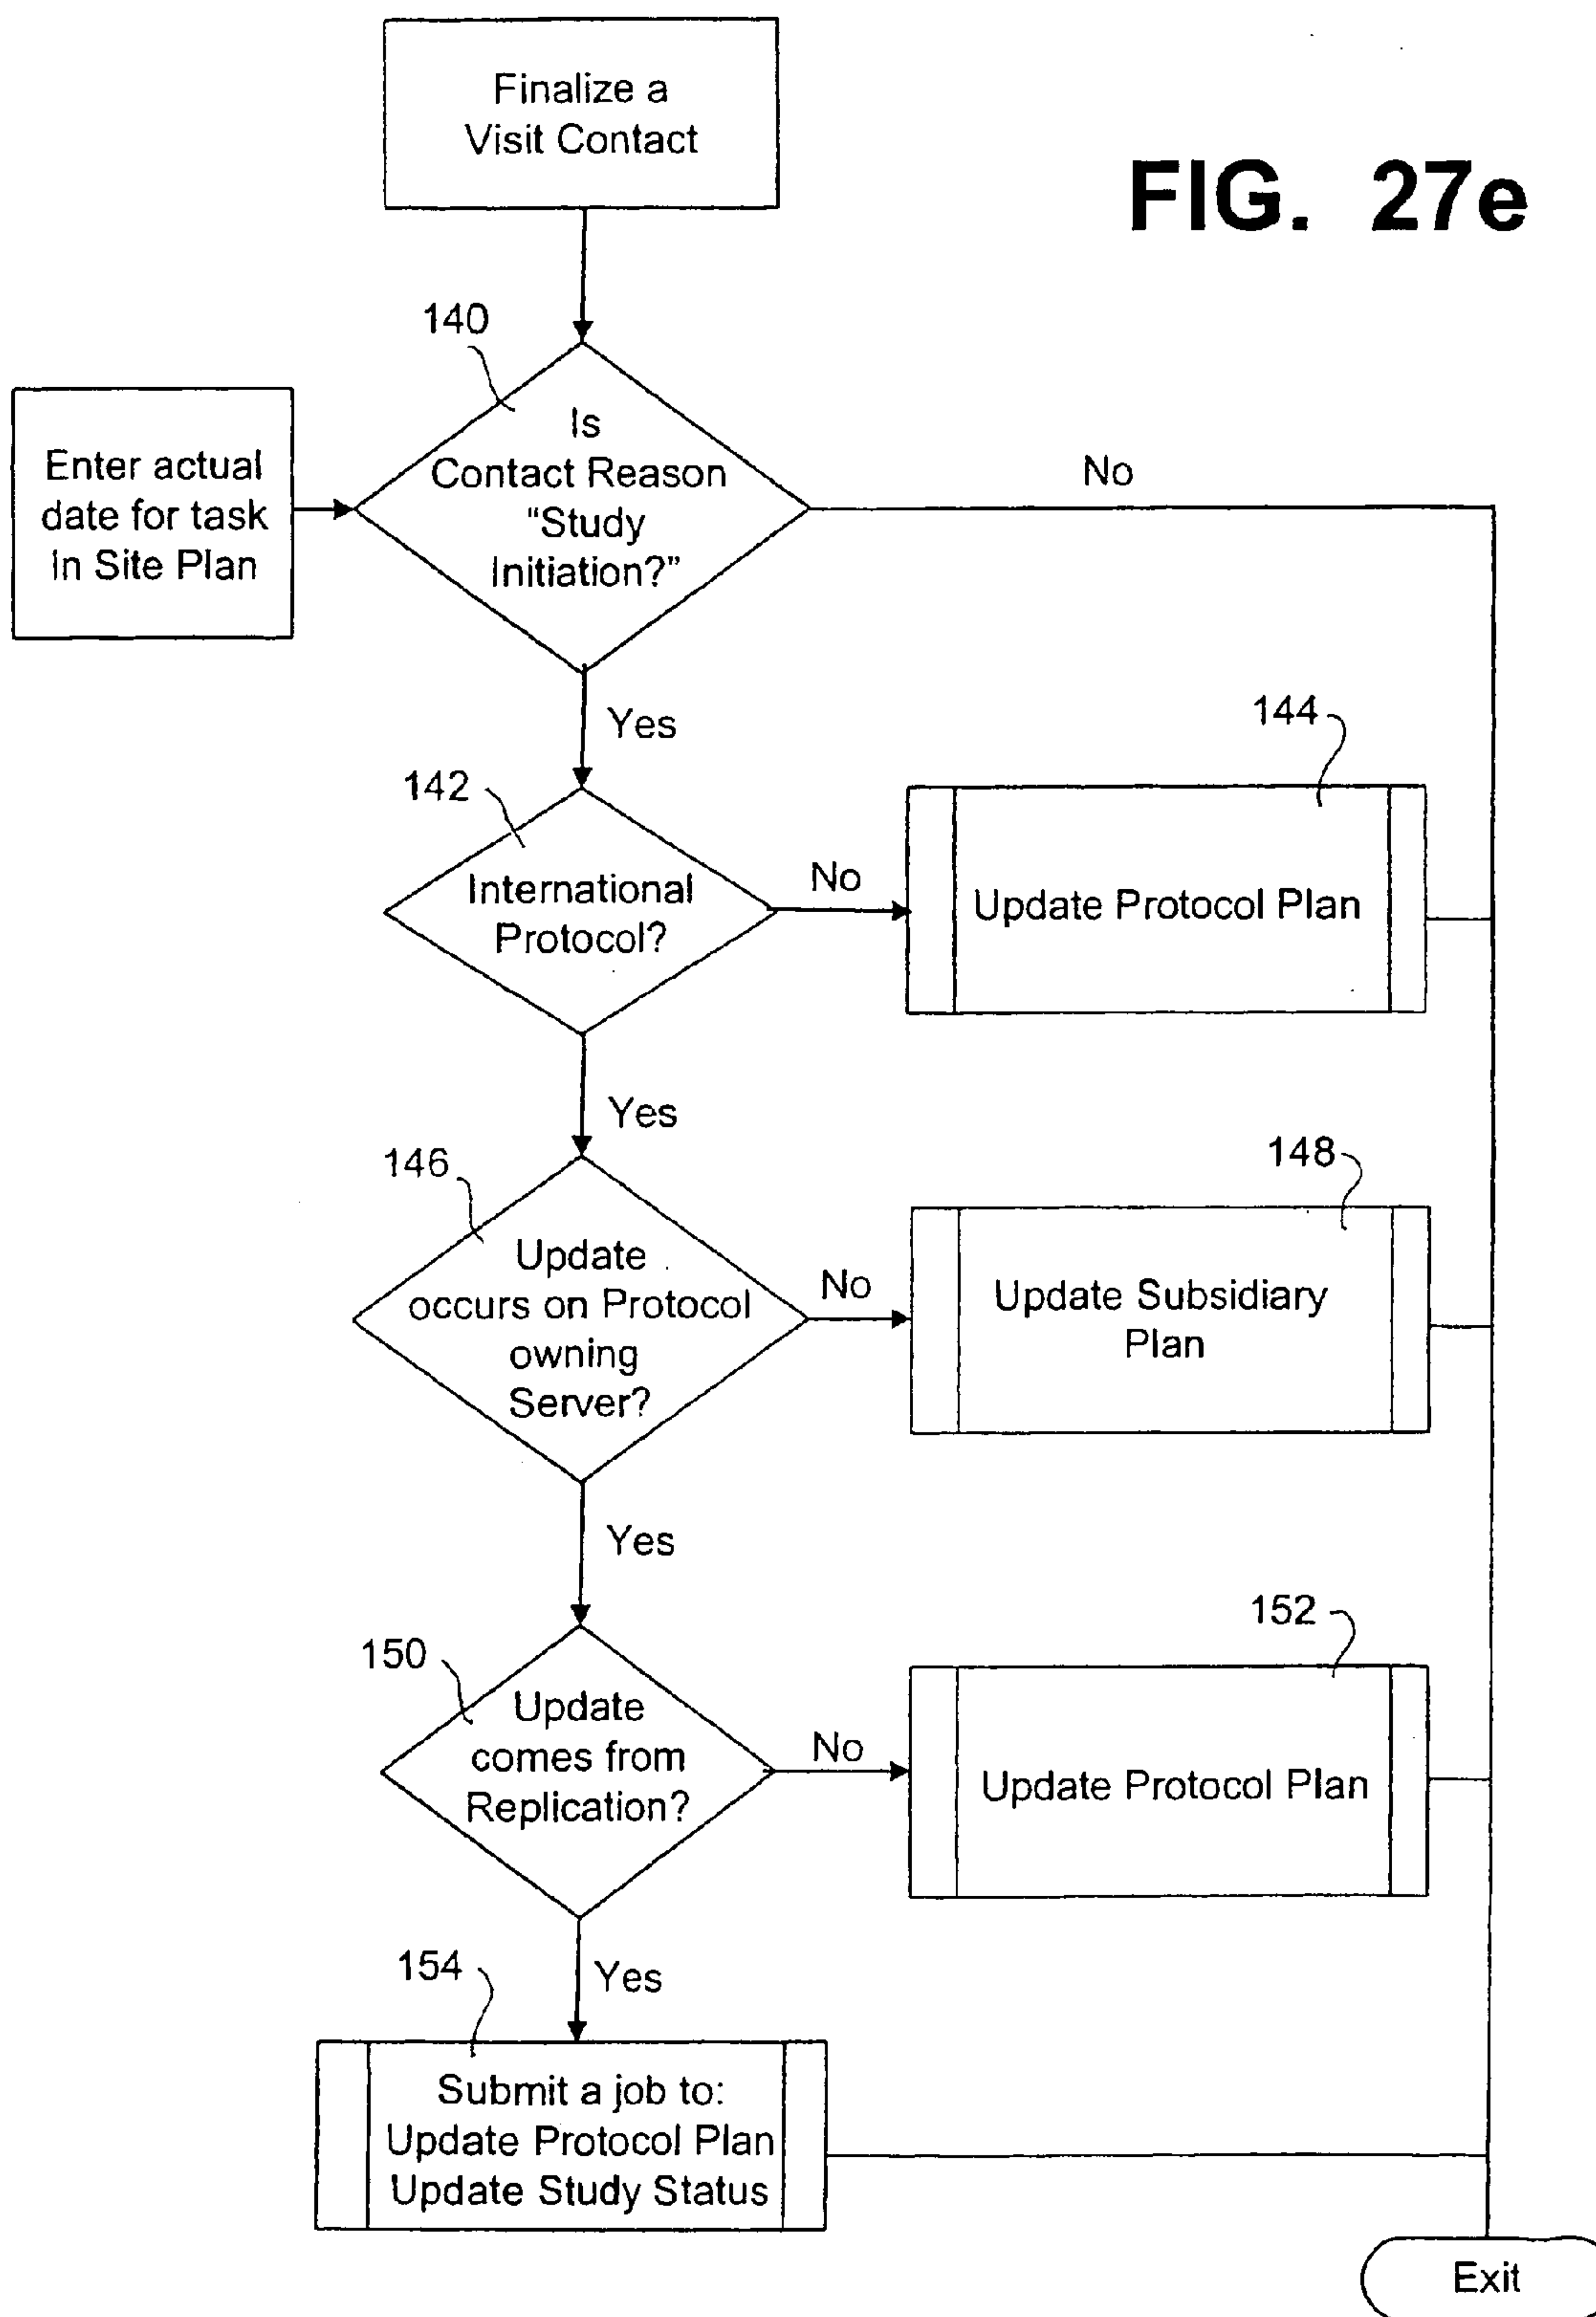 Finalize a
Visit Contact
FIG. 27e
140
Is
Contact Reason
“Study
Initiation?”
No
Enter actual
date for task
In Site Plan
Yes
144
142
International
Protocol?
No
Update Protocol Plan
Yes
148
146
Update
occurs on Protocol
owning
Server?
No
Update Subsidiary
Plan
Yes
152
150
Update
comes from
Replication?
No
Update Protocol Plan
154
Yes
Submit a job to:
Update Protocol Plan
Update Study Status
Exit